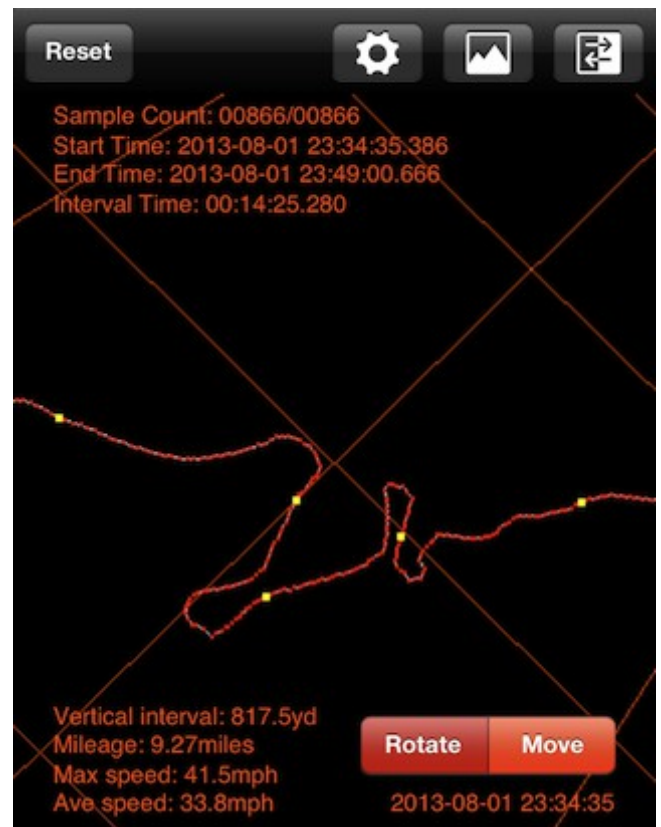 Reset
Sample Count: 00866/00866
Start Time: 2013-08-01 23:34:35.386
End Time: 2013-08-01 23:49:00.666
Interval Time: 00:14:25.280
Vertical interval: 817.5yd
Mileage: 9.27miles
Max speed: 41.5mph
Ave speed: 33.8mph
Rotate Move
2013-08-01 23:34:35